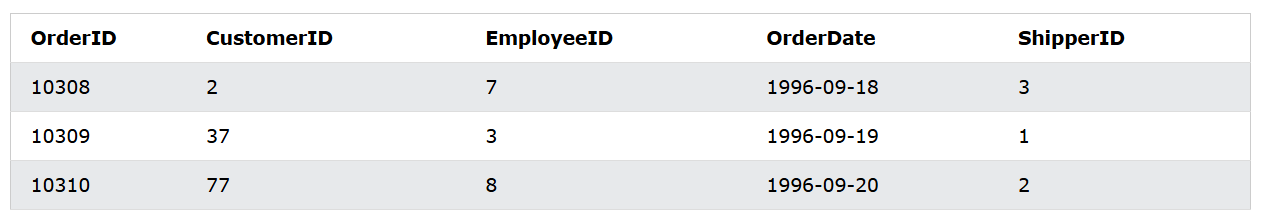 OrderID CustomerID EmployeeID OrderDate ShipperID
10308 2 7 1996-09-18 3
10309 37 3 1996-09-19 1
10310 77 8 1996-09-20 2